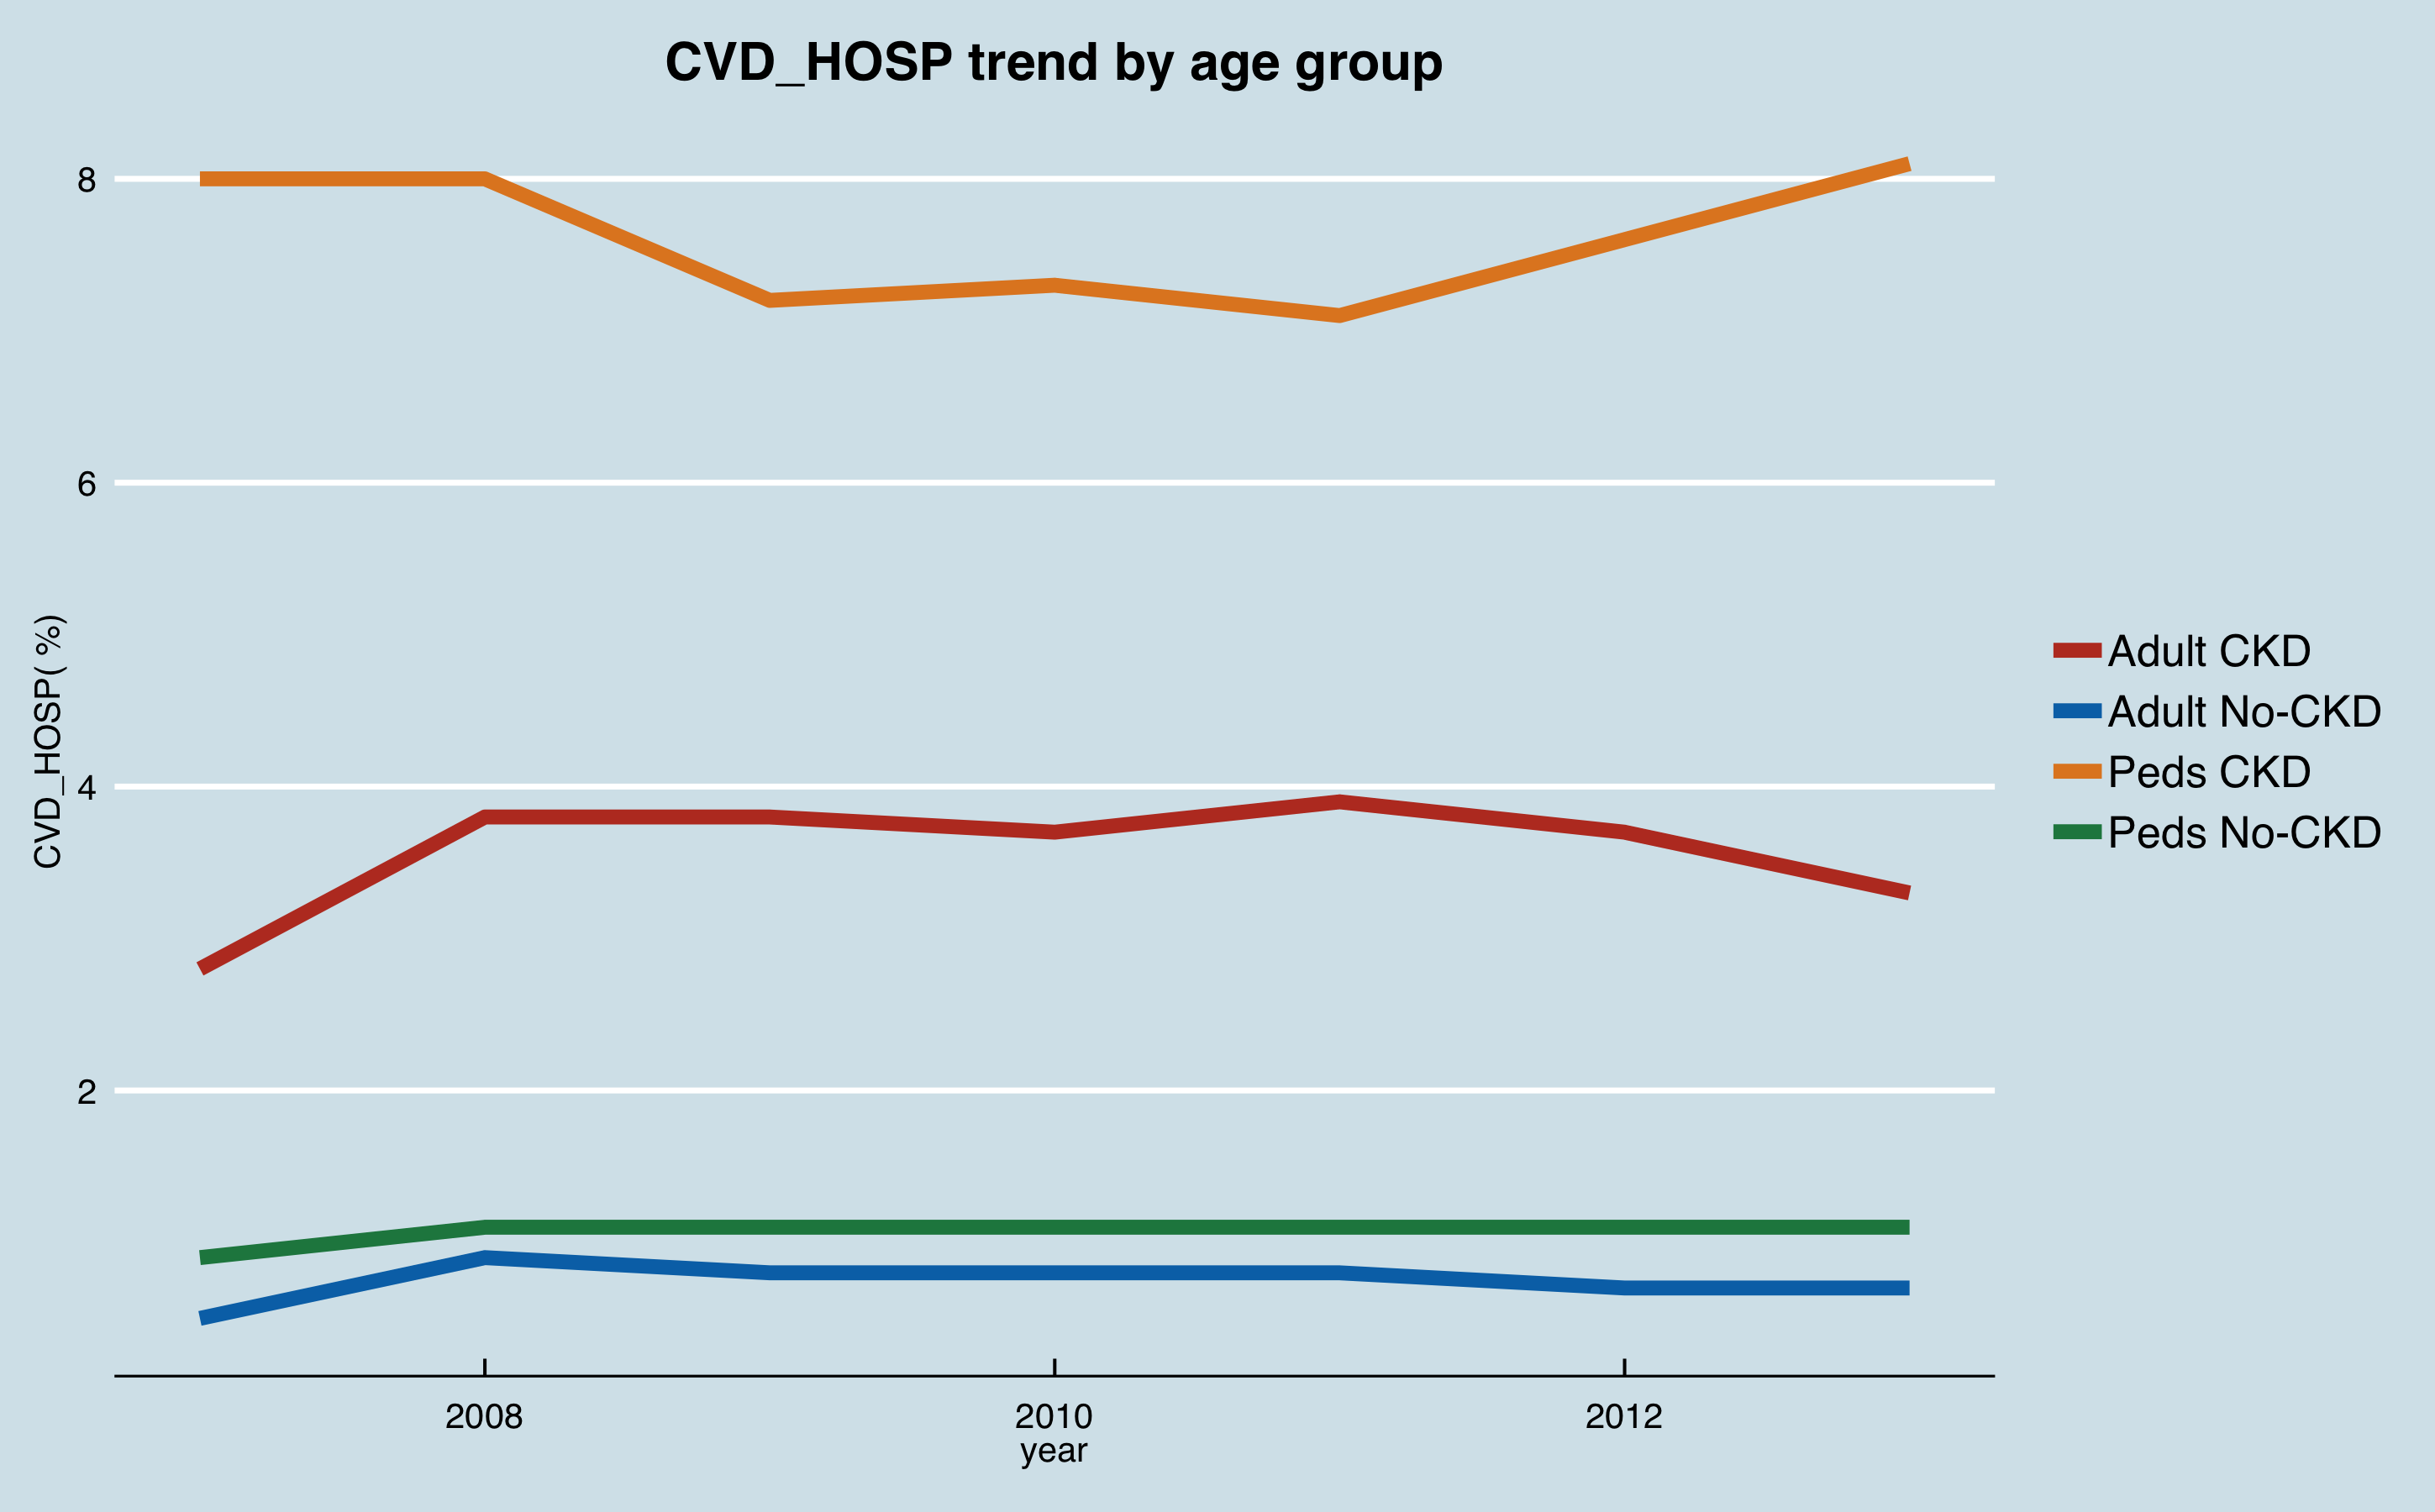 CVD_HOSP trend by age group
8
6
4
2
CVD_HOSP( %)
2008
2010
2012
year
Adult CKD
Adult No-CKD
Peds CKD
Peds No-CKD